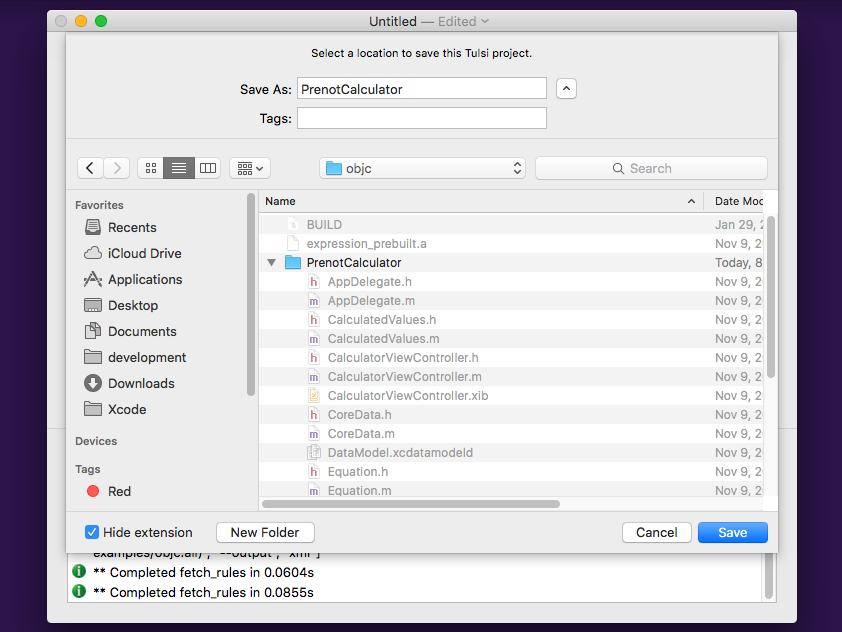 Untitled — Edited
Select a location to save this Tulsi project.
Save As: PrenotCalculator
Tags:
objc
Search
Favorites
Recents
iCloud Drive
Applications
Desktop
Documents
development
Downloads
Xcode
Devices
Tags
Red
Name Date Moc
BUILD Jan 29, 2
expression_prebuilt.a Nov 9, 2
PrenotCalculator Today, 8
h AppDelegate.h Nov 9, 2
m AppDelegate.m Nov 9, 2
h CalculatedValues.h Nov 9, 2
m CalculatedValues.m Nov 9, 2
h CalculatorViewController.h Nov 9, 2
m CalculatorViewController.m Nov 9, 2
CalculatorViewController.xib Nov 9, 2
h CoreData.h Nov 9, 2
m CoreData.m Nov 9, 2
DataModel.xcdatamodeld Nov 9, 2
h Equation.h Nov 9, 2
m Equation.m Nov 9, 2
Hide extension New Folder Cancel Save
examples/objc:all)", "--output", "xml"]
** Completed fetch_rules in 0.0604s
** Completed fetch_rules in 0.0855s